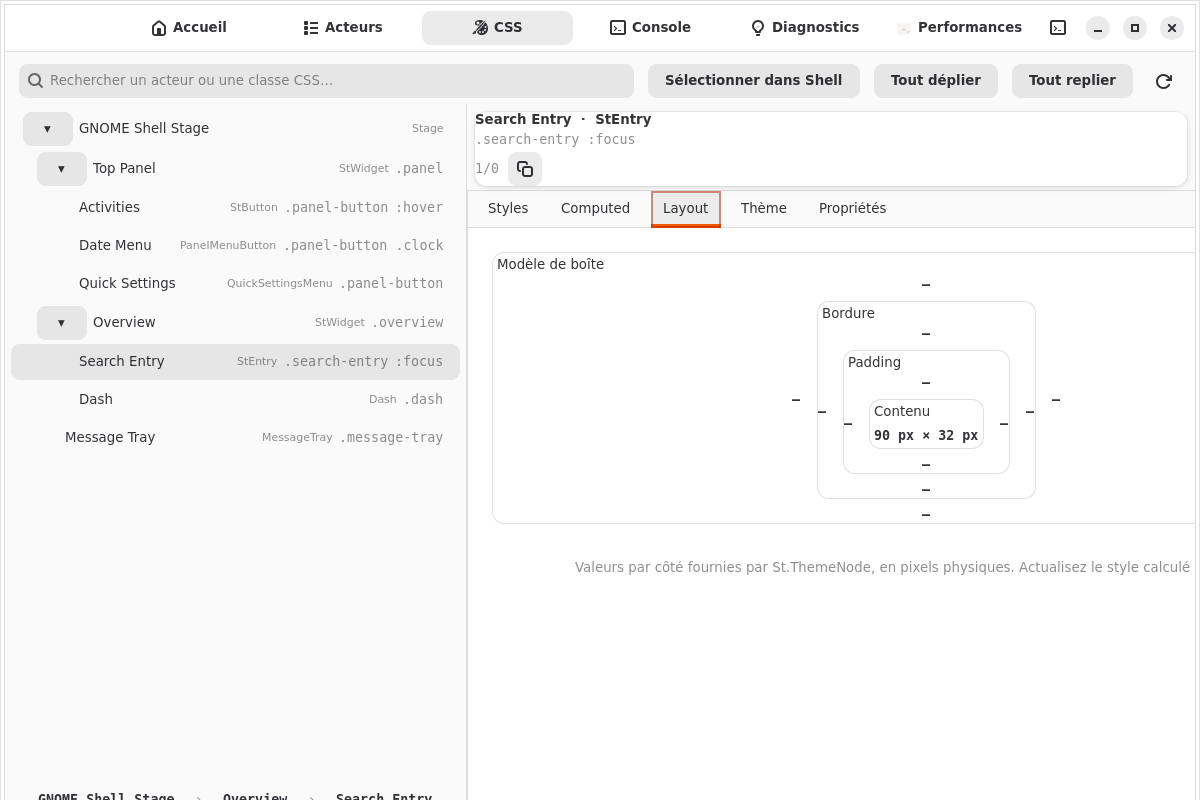 Accueil Acteurs CSS Console Diagnostics Performances
Rechercher un acteur ou une classe CSS... Sélectionner dans Shell Tout déplier Tout replier
GNOME Shell Stage Stage
Top Panel StWidget .panel
Activities StButton .panel-button :hover
Date Menu PanelMenuButton .panel-button .clock
Quick Settings QuickSettingsMenu .panel-button
Overview StWidget .overview
Search Entry StEntry .search-entry :focus
Dash Dash .dash
Message Tray MessageTray .message-tray
GNOME Shell Stage › Overview › Search Entry
Search Entry · StEntry
.search-entry :focus
1/0
Styles Computed Layout Thème Propriétés
Modèle de boîte
–
Bordure
–
Padding
–
Contenu
– – – 90 px × 32 px – – –
–
–
–
Valeurs par côté fournies par St.ThemeNode, en pixels physiques. Actualisez le style calculé